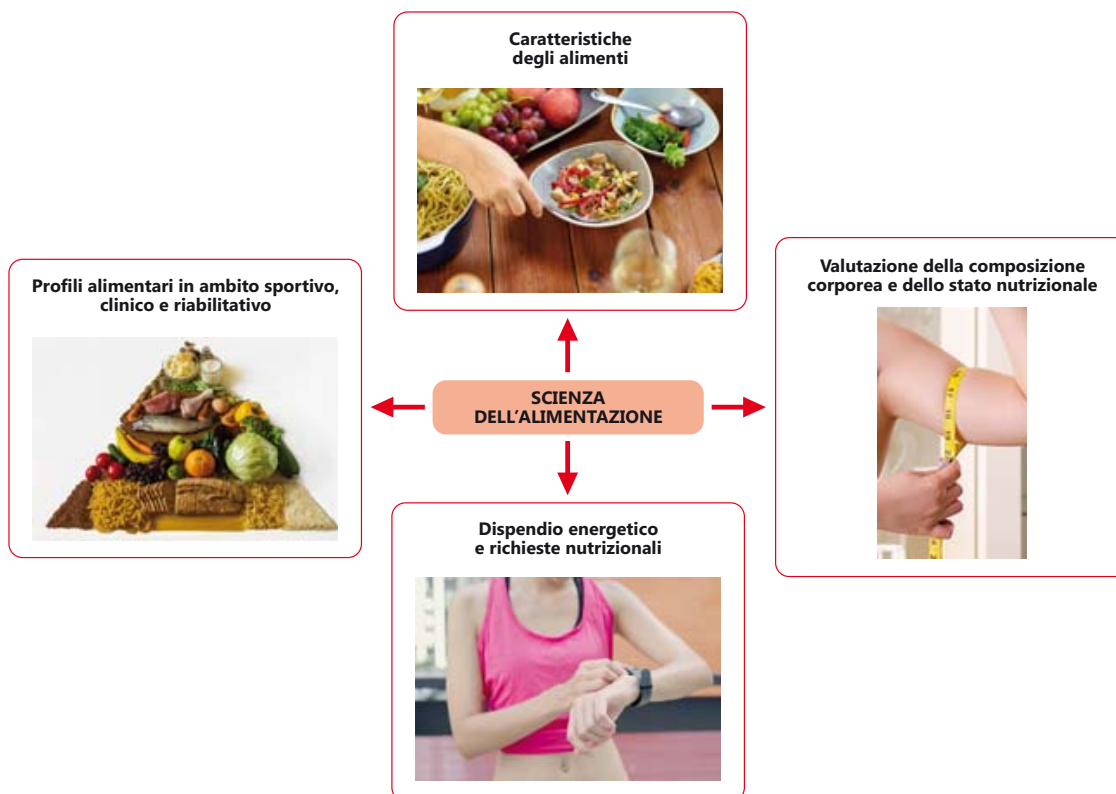 Caratteristiche
degli alimenti
Profili alimentari in ambito sportivo,
clinico e riabilitativo
Valutazione della composizione
corporea e dello stato nutrizionale
SCIENZA
DELL’ALIMENTAZIONE
Dispendio energetico
e richieste nutrizionali